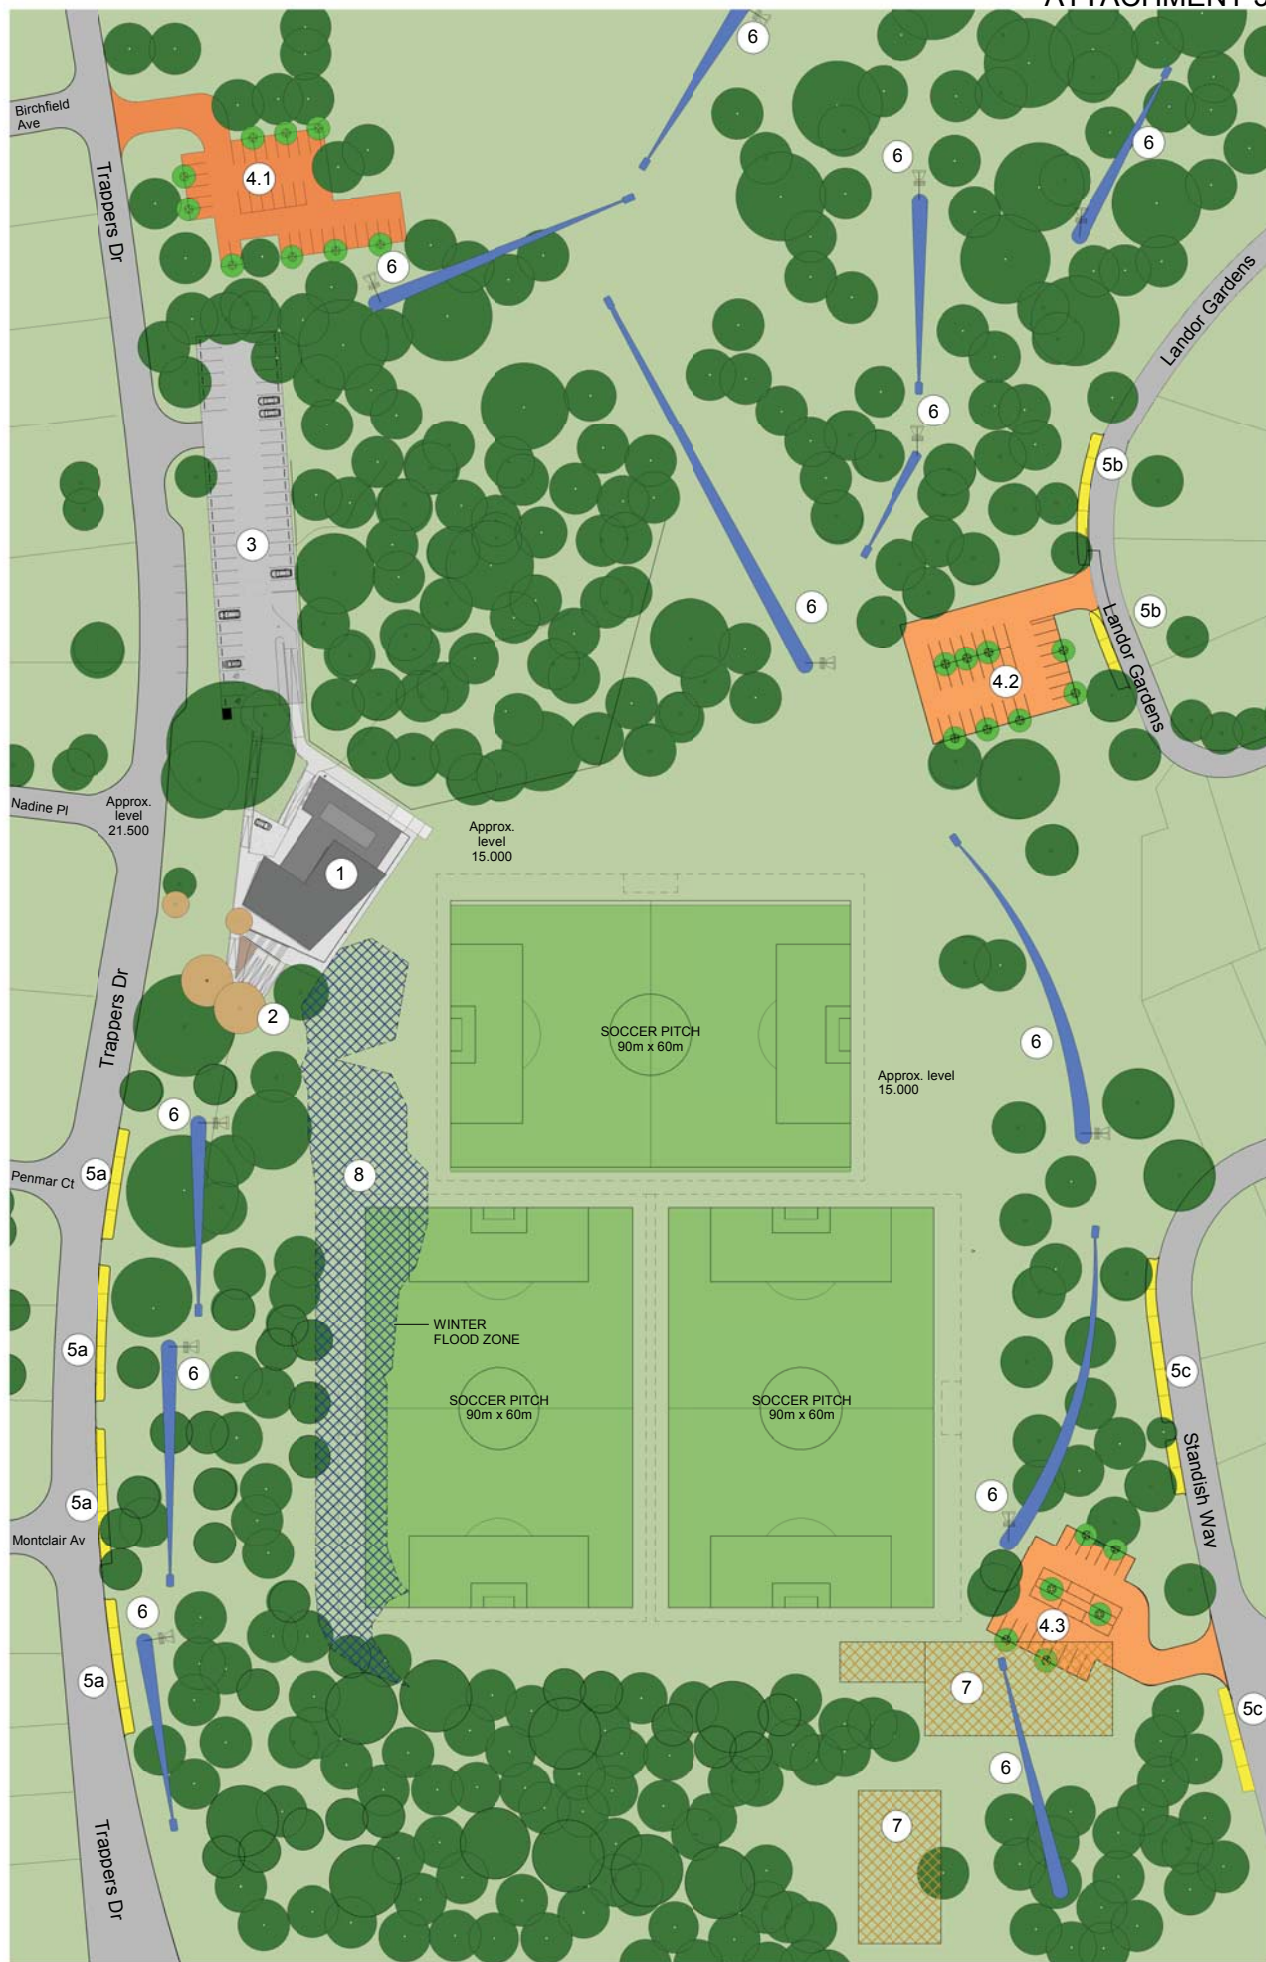 ATTACHMENT 3
6
Birchfield
Ave
6
6
4.1
Trappers Dr
6
Landor Gardens
6
5b
3
6
5b
Landor Gardens
4.2
Nadine Pl
Approx.
level
21.500
Approx.
level
15.000
1
Trappers Dr
2
SOCCER PITCH
90m x 60m
6
Approx. level
15.000
6
5a
Penmar Ct
8
WINTER
FLOOD ZONE
5a
6
5c
SOCCER PITCH
90m x 60m
SOCCER PITCH
90m x 60m
Standish Way
6
5a
Montclair Av
6
4.3
5a
7
5c
6
7
Trappers Dr